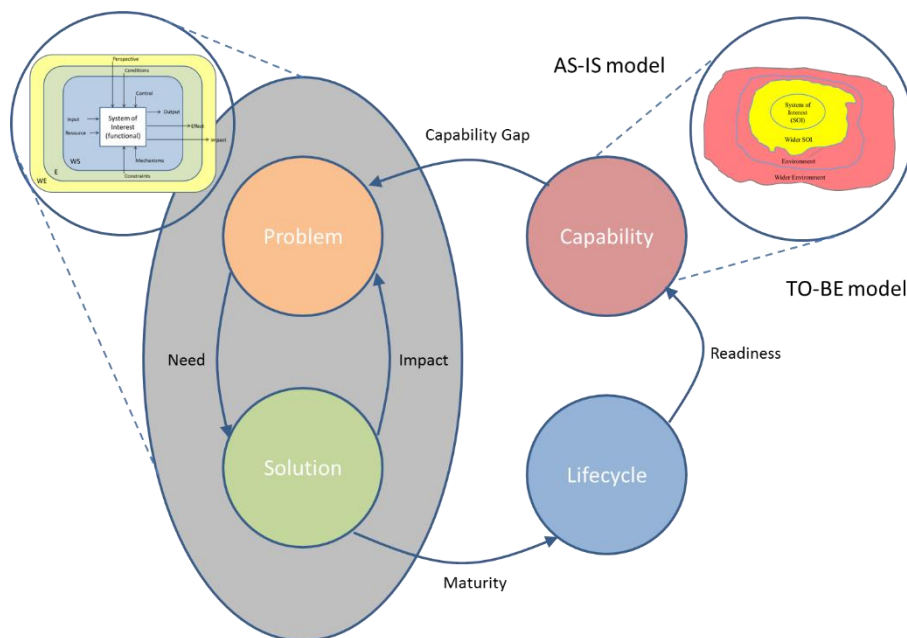 Perspective
Conditions
Control
Input
Output
System of
Interest
(functional)
Effect
Resource
Impact
WS
Mechanisms
E
Constraints
WE
AS-IS model
System of
Interest
(SOI)
Wider SOI
Environment
Wider Environment
Capability Gap
Problem
Capability
TO-BE model
Need
Impact
Readiness
Solution
Lifecycle
Maturity